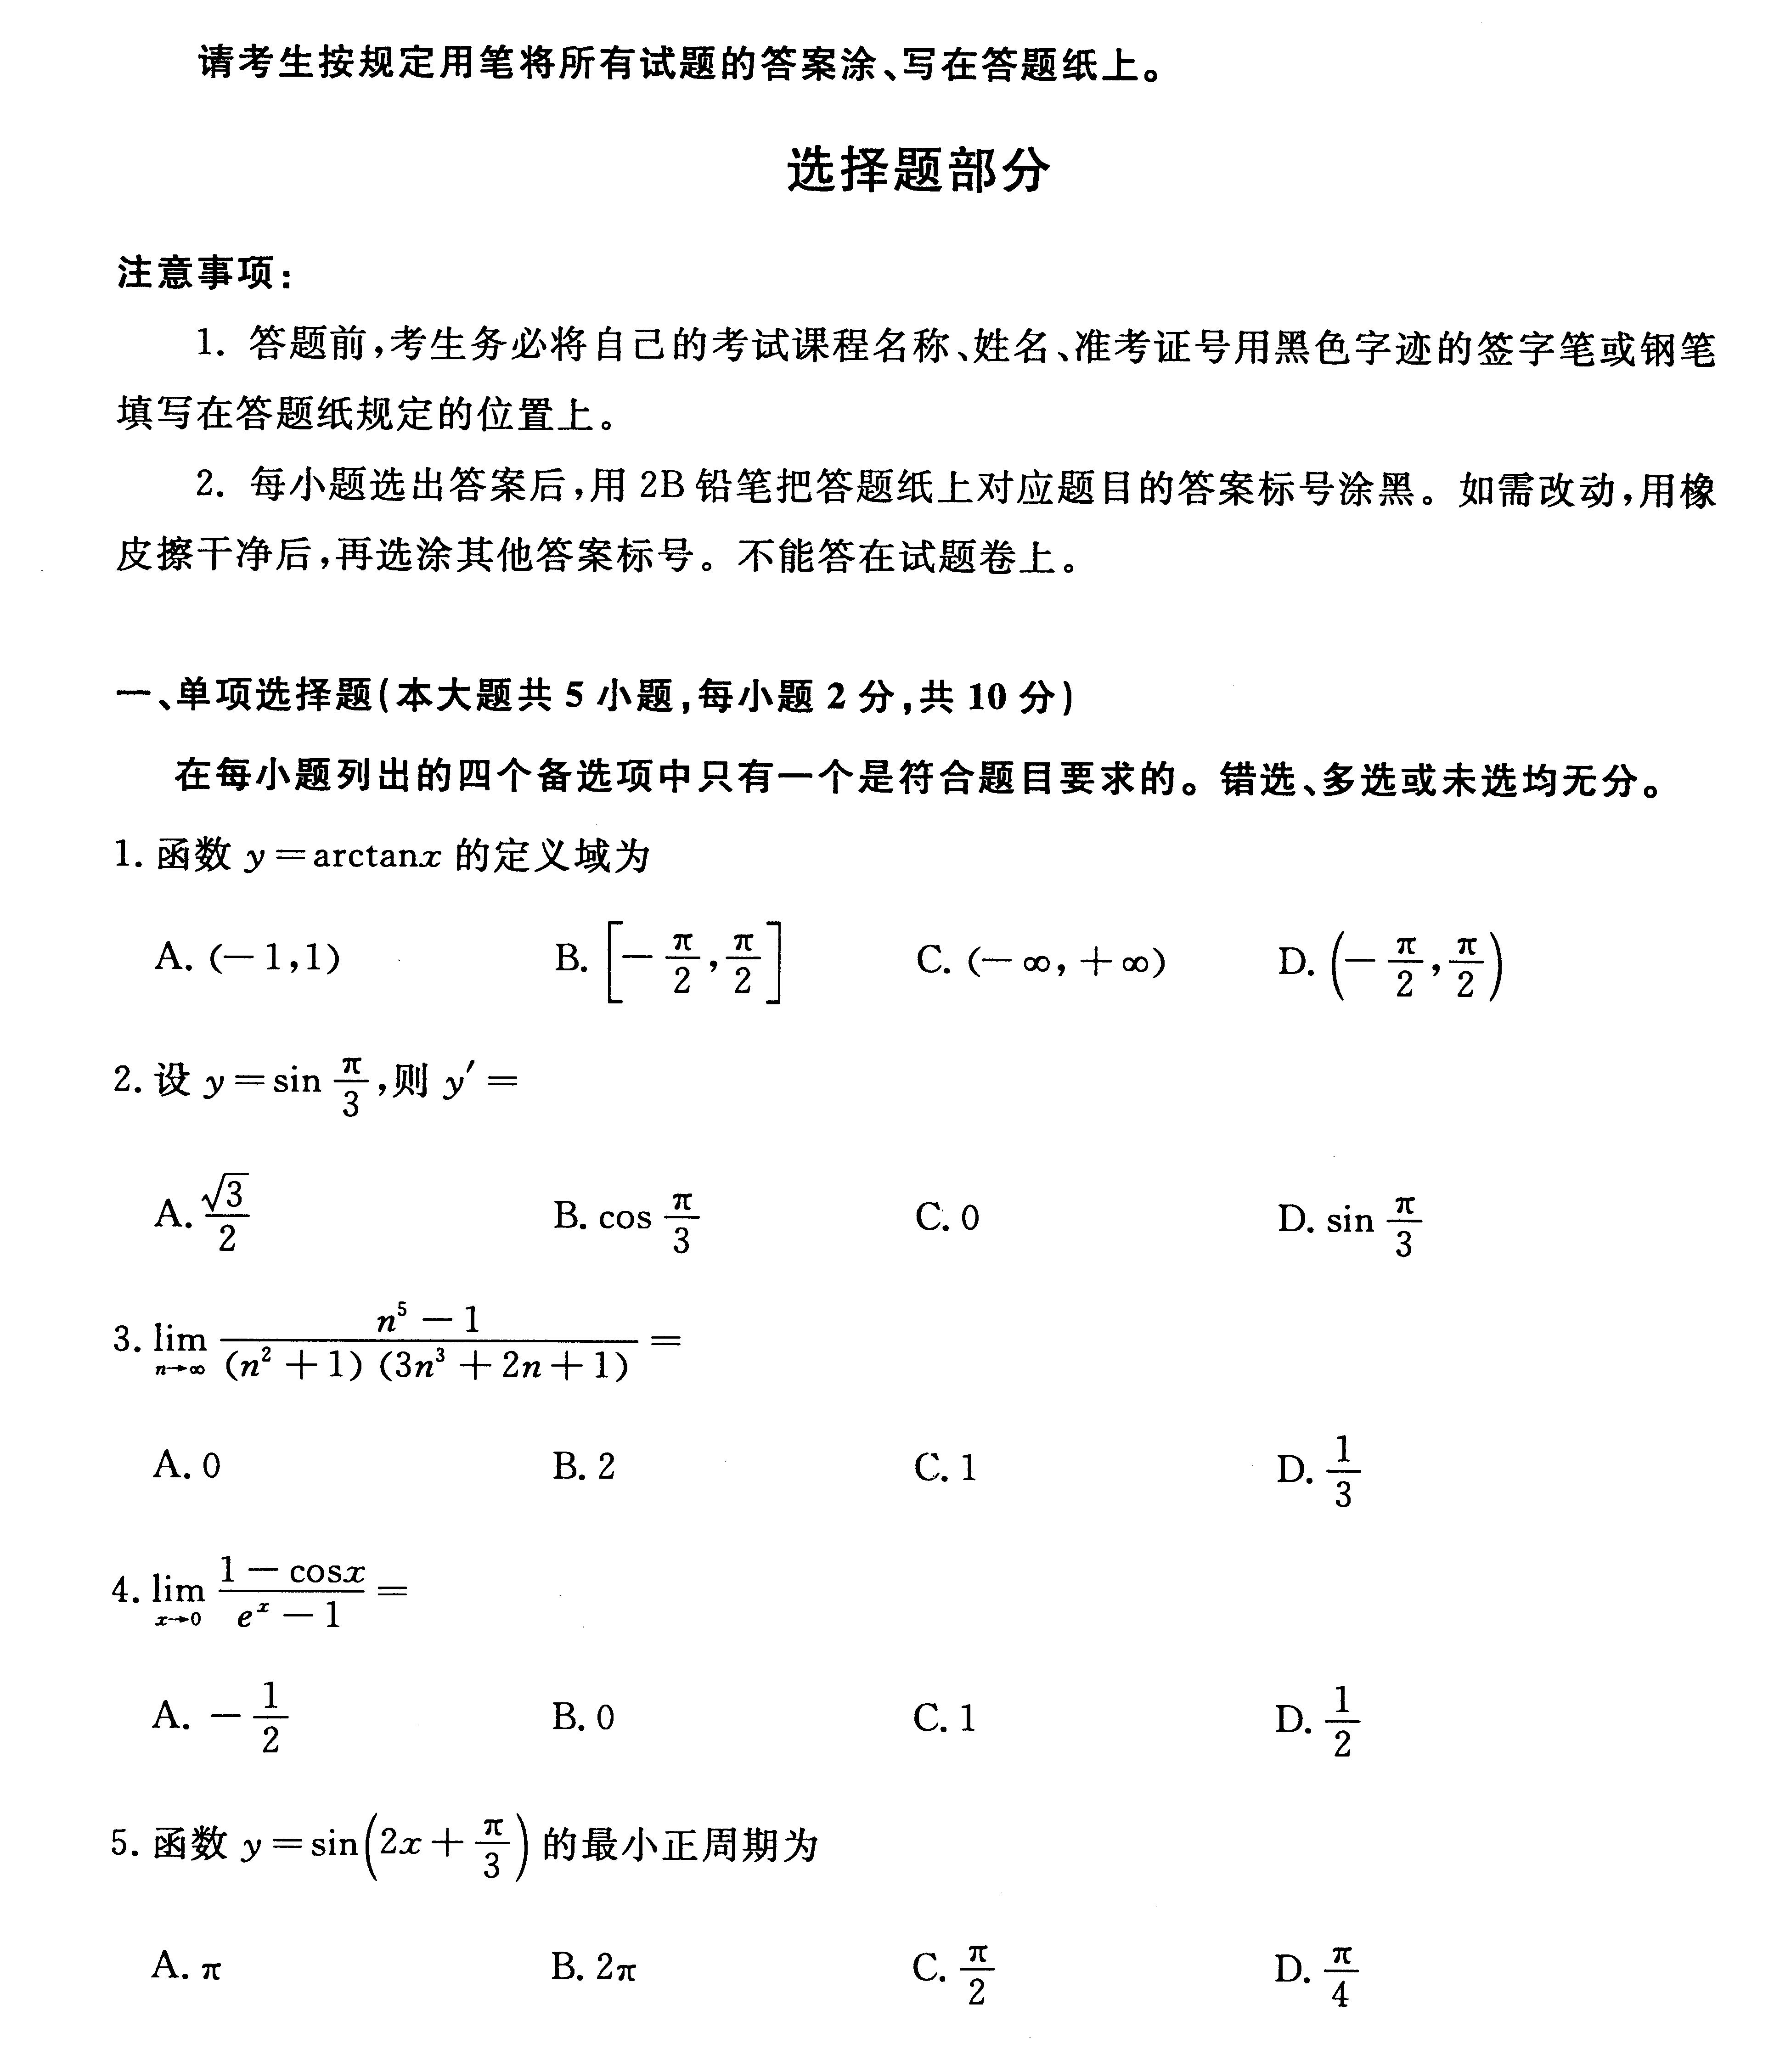 请考生按规定用笔将所有试题的答案涂、写在答题纸上。
选择题部分
注意事项:
1. 答题前,考生务必将自己的考试课程名称、姓名、准考证号用黑色字迹的签字笔或钢笔
填写在答题纸规定的位置上。
2. 每小题选出答案后,用 2B 铅笔把答题纸上对应题目的答案标号涂黑。如需改动,用橡
皮擦干净后,再选涂其他答案标号。不能答在试题卷上。
一、单项选择题(本大题共 5 小题,每小题 2 分,共 10 分)
在每小题列出的四个备选项中只有一个是符合题目要求的。错选、多选或未选均无分。
1. 函数 y=arctanx 的定义域为
A. (-1,1) B. [-π/2,π/2] C. (-∞,+∞) D. (-π/2,π/2)
2. 设 y=sin π/3,则 y′=
A. √3/2 B. cos π/3 C. 0 D. sin π/3
3. lim n→∞ (n⁵-1)/((n²+1)(3n³+2n+1))=
A. 0 B. 2 C. 1 D. 1/3
4. lim x→0 (1-cosx)/(eˣ-1)=
A. -1/2 B. 0 C. 1 D. 1/2
5. 函数 y=sin(2x+π/3) 的最小正周期为
A. π B. 2π C. π/2 D. π/4